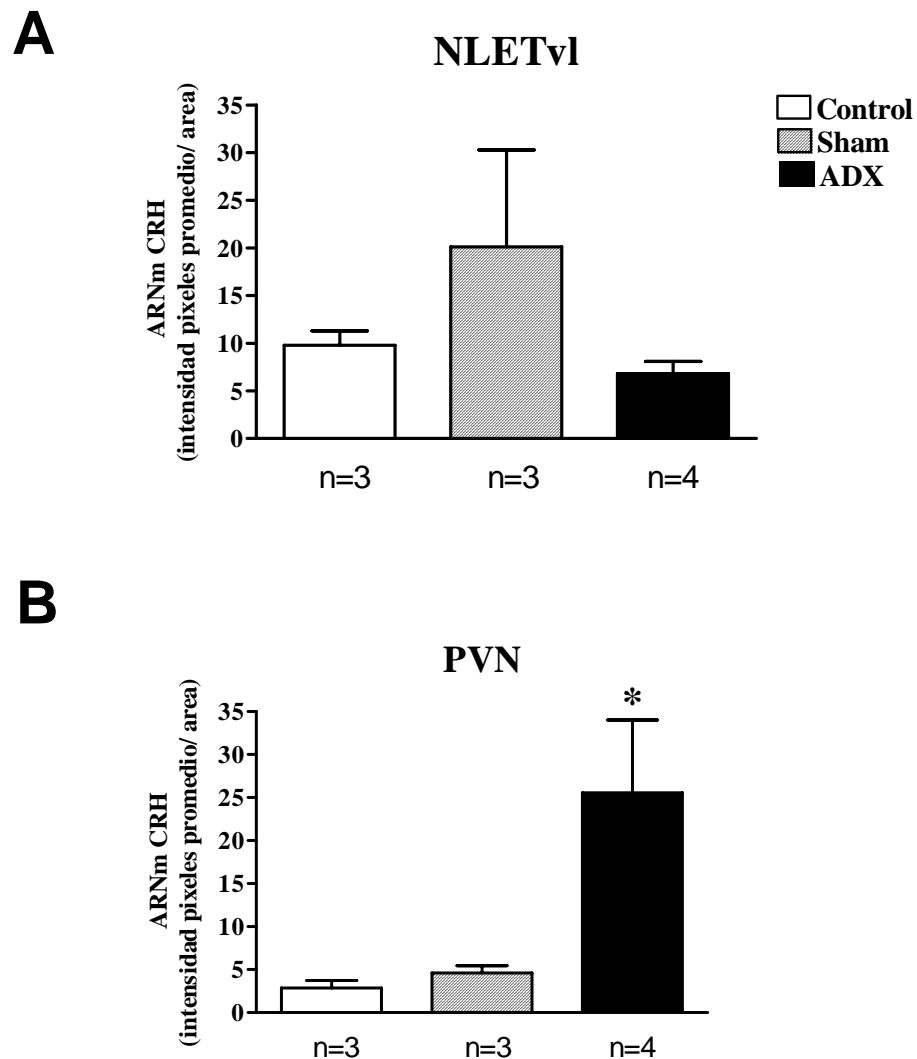 A
NLETvl
Control
Sham
ADX
ARNm CRH
(intensidad pixeles promedio/ area)
35
30
25
20
15
10
5
0
n=3 n=3 n=4
B
PVN
*
ARNm CRH
(intensidad pixeles promedio/ area)
35
30
25
20
15
10
5
0
n=3 n=3 n=4